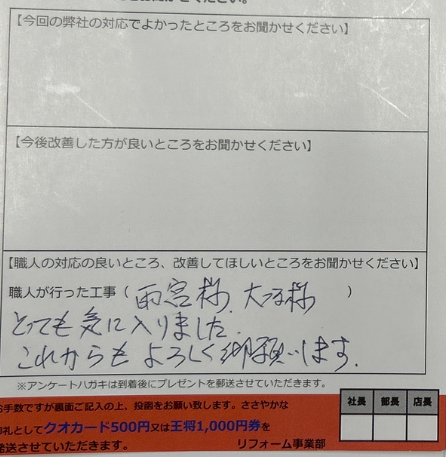 【今回の弊社の対応でよかったところをお聞かせください】
【今後改善した方が良いところをお聞かせください】
【職人の対応の良いところ、改善してほしいところをお聞かせください】
職人が行った工事(雨宮様、大沼様)
とても気に入りました。
これからもよろしく御願いします。
※アンケートハガキは到着後にプレゼントを郵送させていただきます。
お手数ですが裏面ご記入の上、投函をお願い致します。ささやかな
お礼としてクオカード500円又は王将1,000円券を
発送させていただきます。
リフォーム事業部
社長 部長 店長